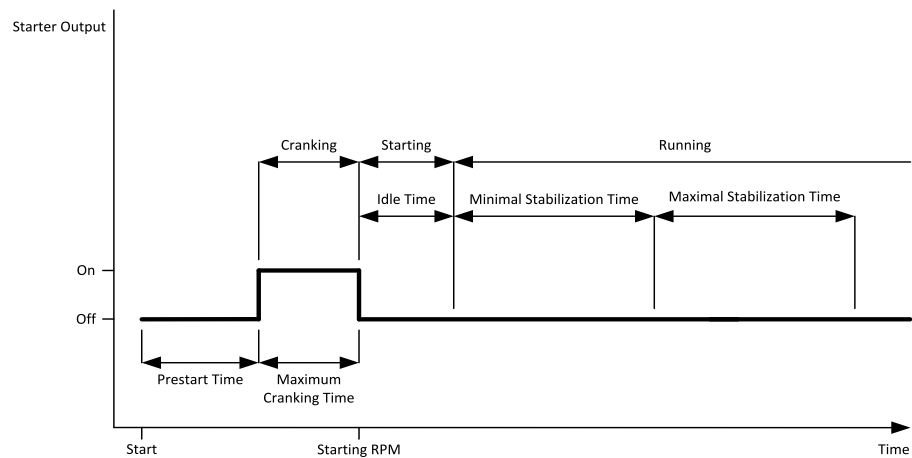 Starter Output
Cranking
Starting
Running
Idle Time
Minimal Stabilization Time
Maximal Stabilization Time
On
Off
Prestart Time
Maximum
Cranking Time
Start
Starting RPM
Time